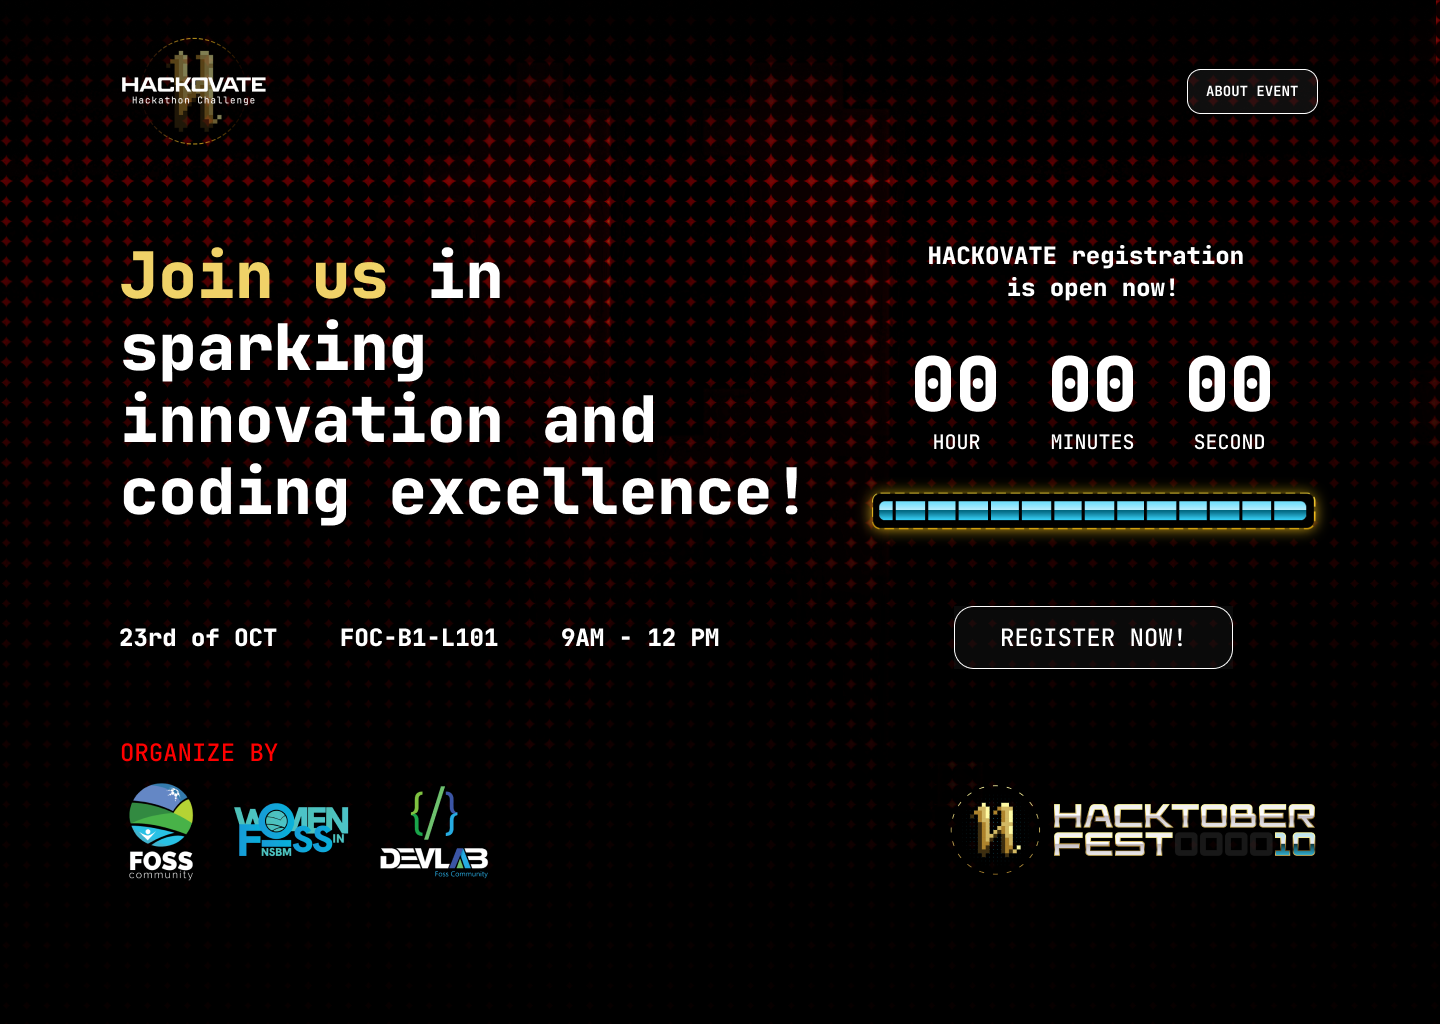 HACKOVATE
Hackathon Challenge
ABOUT EVENT
Join us in
sparking
innovation and
coding excellence!
HACKOVATE registration
is open now!
00 00 00
HOUR MINUTES SECOND
23rd of OCT FOC-B1-L101 9AM - 12 PM
REGISTER NOW!
ORGANIZE BY
FOSS
community
WOMEN
FOSS IN
NSBM
DEVLAB
Foss Community
HACKTOBER
FEST000010